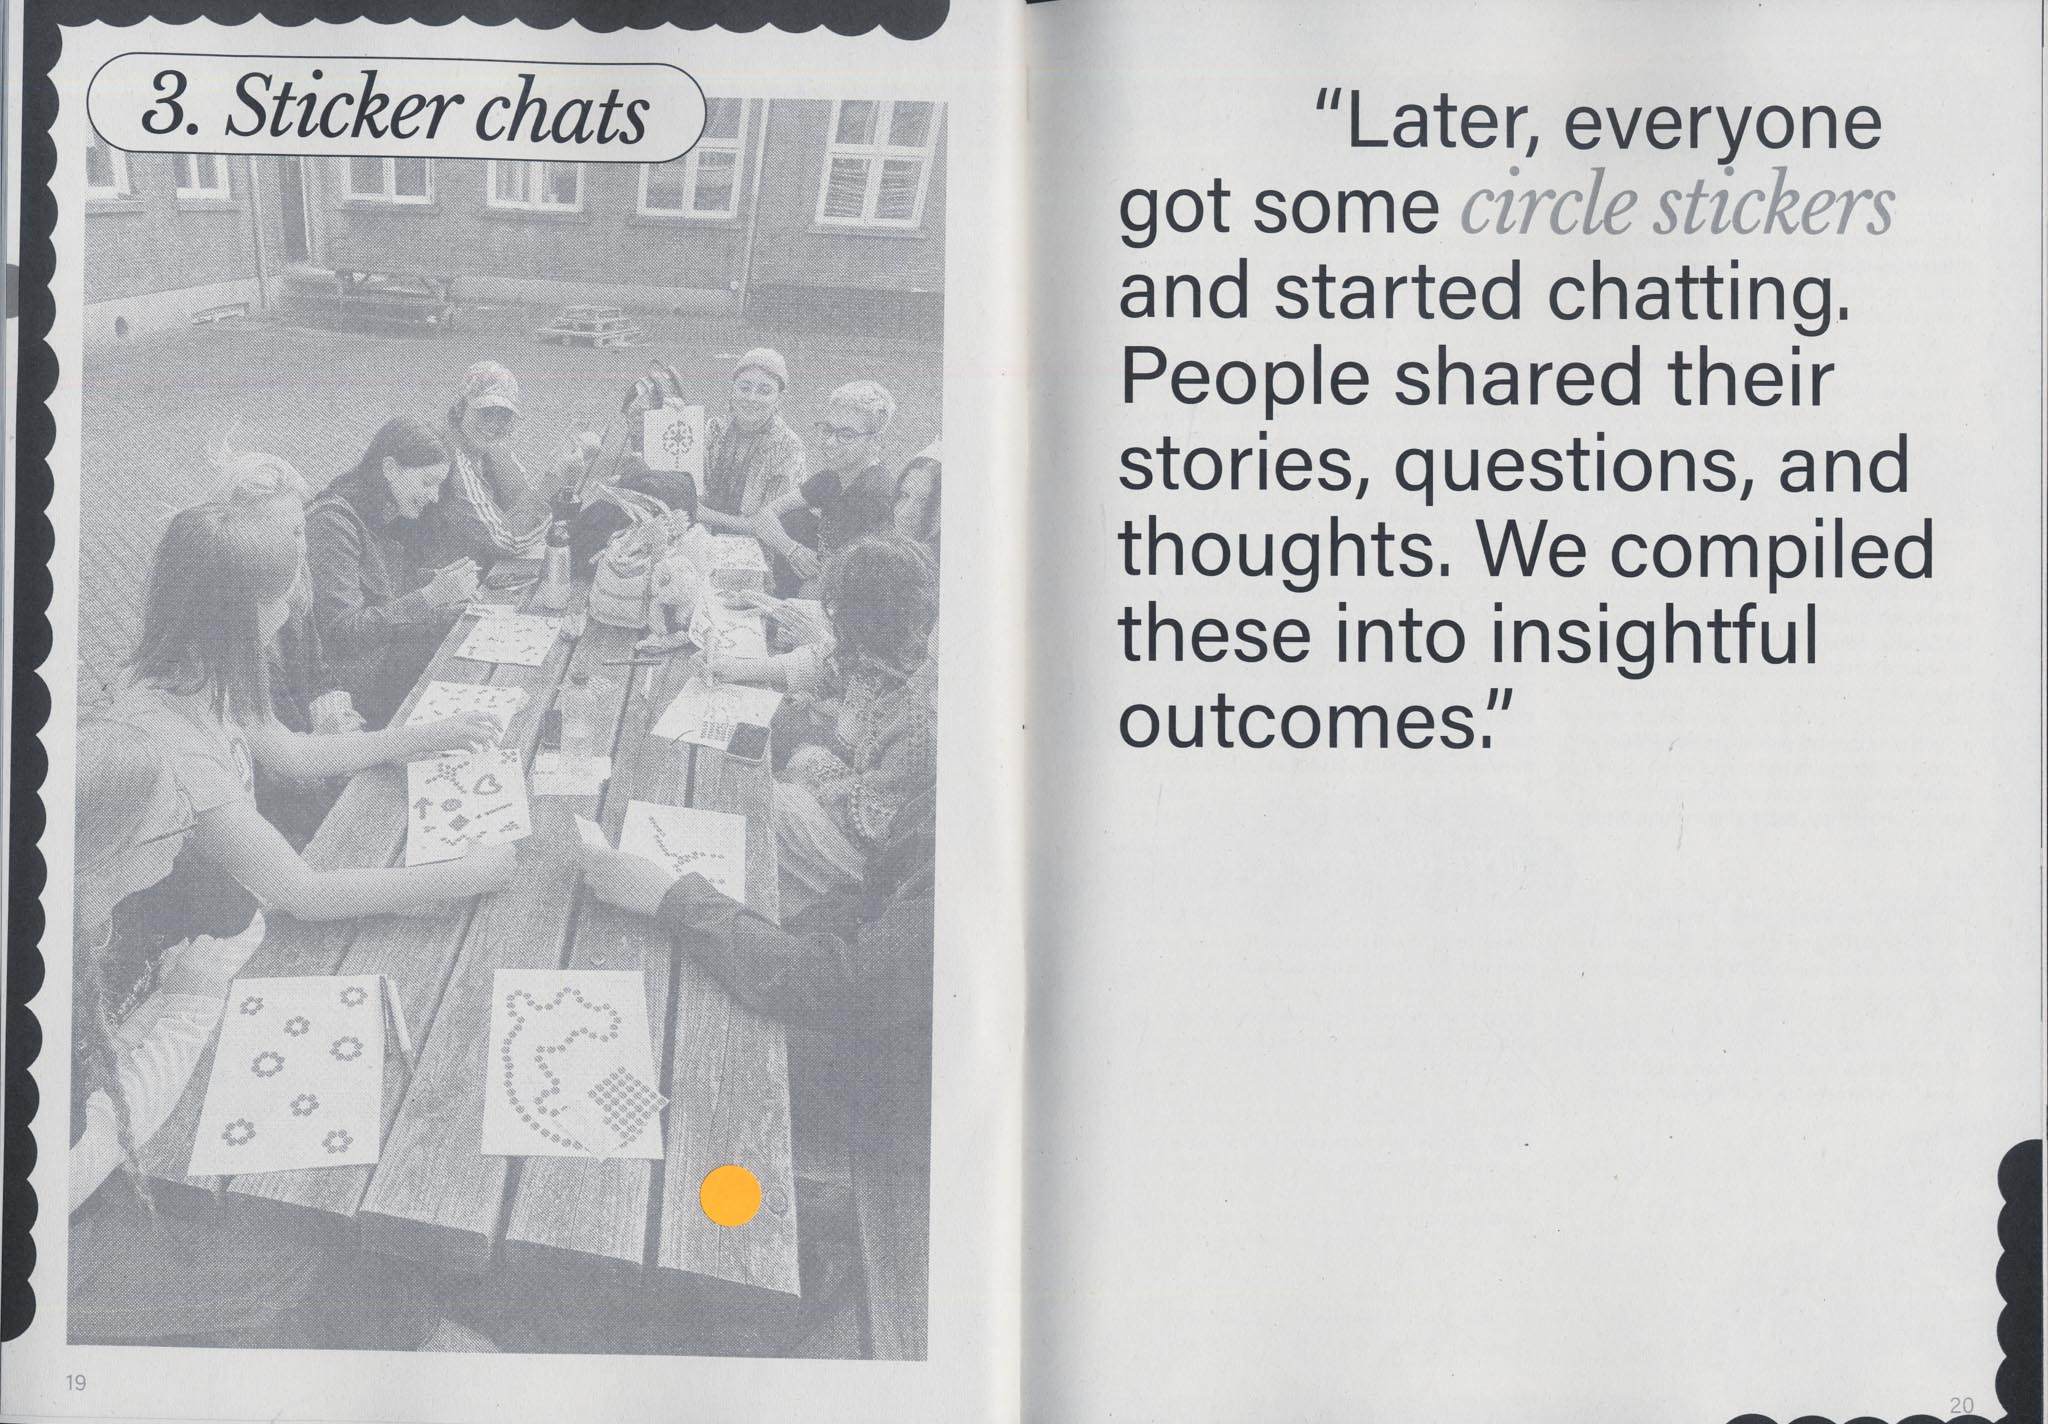 3. Sticker chats
19
“Later, everyone
got some circle stickers
and started chatting.
People shared their
stories, questions, and
thoughts. We compiled
these into insightful
outcomes.”
20